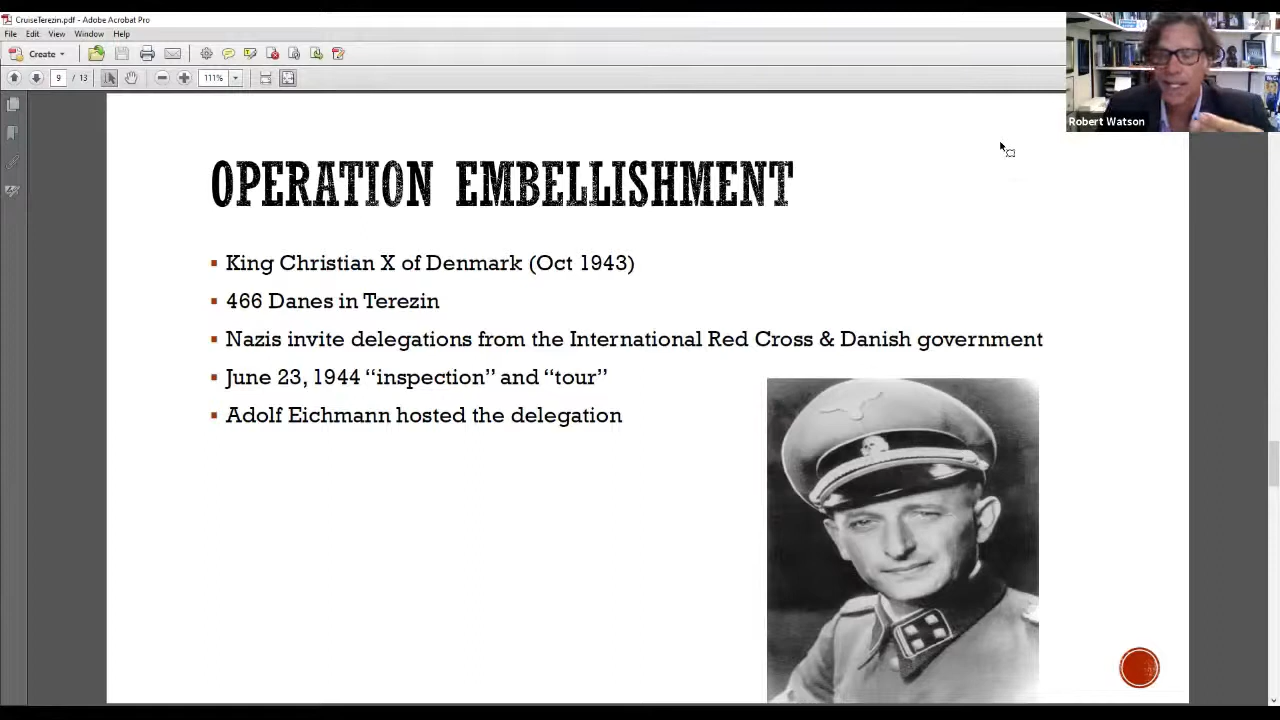 CruiseTerezin.pdf - Adobe Acrobat Pro
File Edit View Window Help
Create
9 / 13
111%
Robert Watson
OPERATION EMBELLISHMENT
King Christian X of Denmark (Oct 1943)
466 Danes in Terezin
Nazis invite delegations from the International Red Cross & Danish government
June 23, 1944 “inspection” and “tour”
Adolf Eichmann hosted the delegation